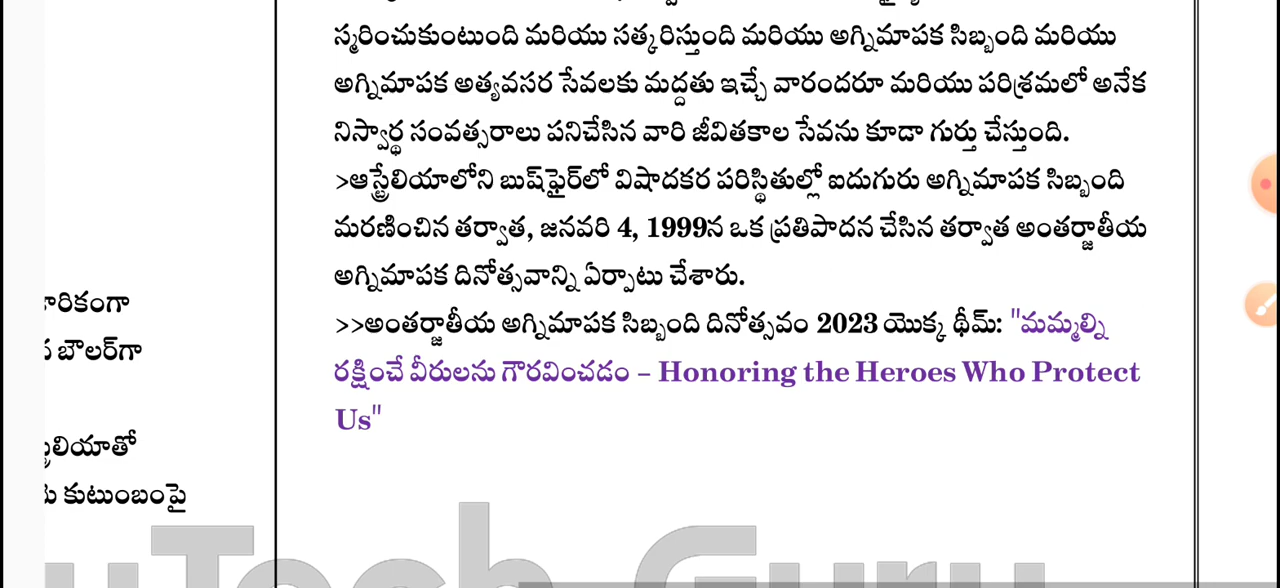 స్మరించుకుంటుంది మరియు సత్కరిస్తుంది మరియు అగ్నిమాపక సిబ్బంది మరియు
అగ్నిమాపక అత్యవసర సేవలకు మద్దతు ఇచ్చే వారందరూ మరియు పరిశ్రమలో అనేక
నిస్వార్థ సంవత్సరాలు పనిచేసిన వారి జీవితకాల సేవను కూడా గుర్తు చేస్తుంది.
>ఆస్ట్రేలియాలోని బుష్‌ఫైర్‌లో విషాదకర పరిస్థితుల్లో ఐదుగురు అగ్నిమాపక సిబ్బంది
మరణించిన తర్వాత, జనవరి 4, 1999న ఒక ప్రతిపాదన చేసిన తర్వాత అంతర్జాతీయ
అగ్నిమాపక దినోత్సవాన్ని ఏర్పాటు చేశారు.
>>అంతర్జాతీయ అగ్నిమాపక సిబ్బంది దినోత్సవం 2023 యొక్క థీమ్: "మమ్మల్ని
రక్షించే వీరులను గౌరవించడం – Honoring the Heroes Who Protect
Us"
బౌలర్‌గా
కుటుంబంపై
Tech Guru